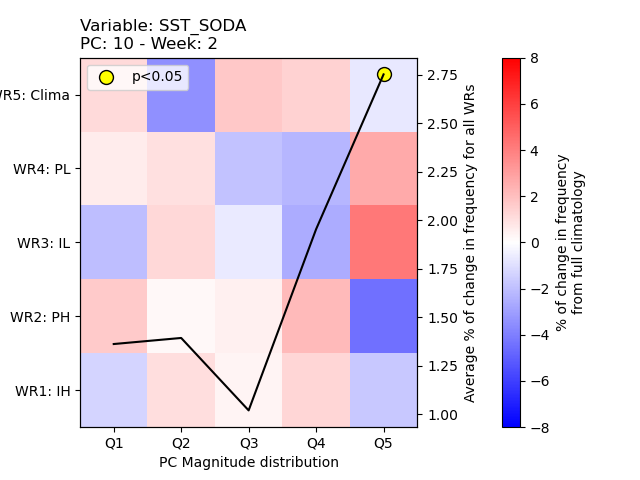 Variable: SST_SODA
PC: 10 - Week: 2
p<0.05
WR5: Clima
WR4: PL
WR3: IL
WR2: PH
WR1: IH
Q1 Q2 Q3 Q4 Q5
PC Magnitude distribution
2.75
2.50
2.25
2.00
1.75
1.50
1.25
1.00
Average % of change in frequency for all WRs
8
6
4
2
0
−2
−4
−6
−8
% of change in frequency
from full climatology